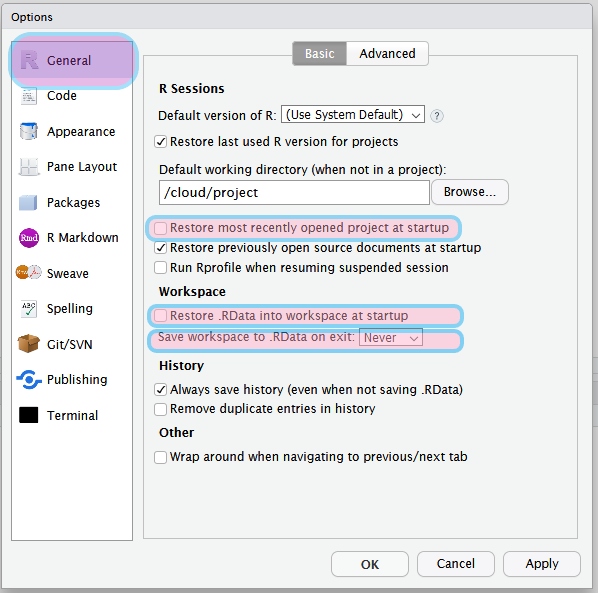 Options
General
Code
Appearance
Pane Layout
Packages
Rmd R Markdown
Rnw Sweave
ABC Spelling
Git/SVN
Publishing
Terminal
Basic Advanced
R Sessions
Default version of R: (Use System Default) ?
Restore last used R version for projects
Default working directory (when not in a project):
/cloud/project Browse...
Restore most recently opened project at startup
Restore previously open source documents at startup
Run Rprofile when resuming suspended session
Workspace
Restore .RData into workspace at startup
Save workspace to .RData on exit: Never
History
Always save history (even when not saving .RData)
Remove duplicate entries in history
Other
Wrap around when navigating to previous/next tab
OK Cancel Apply